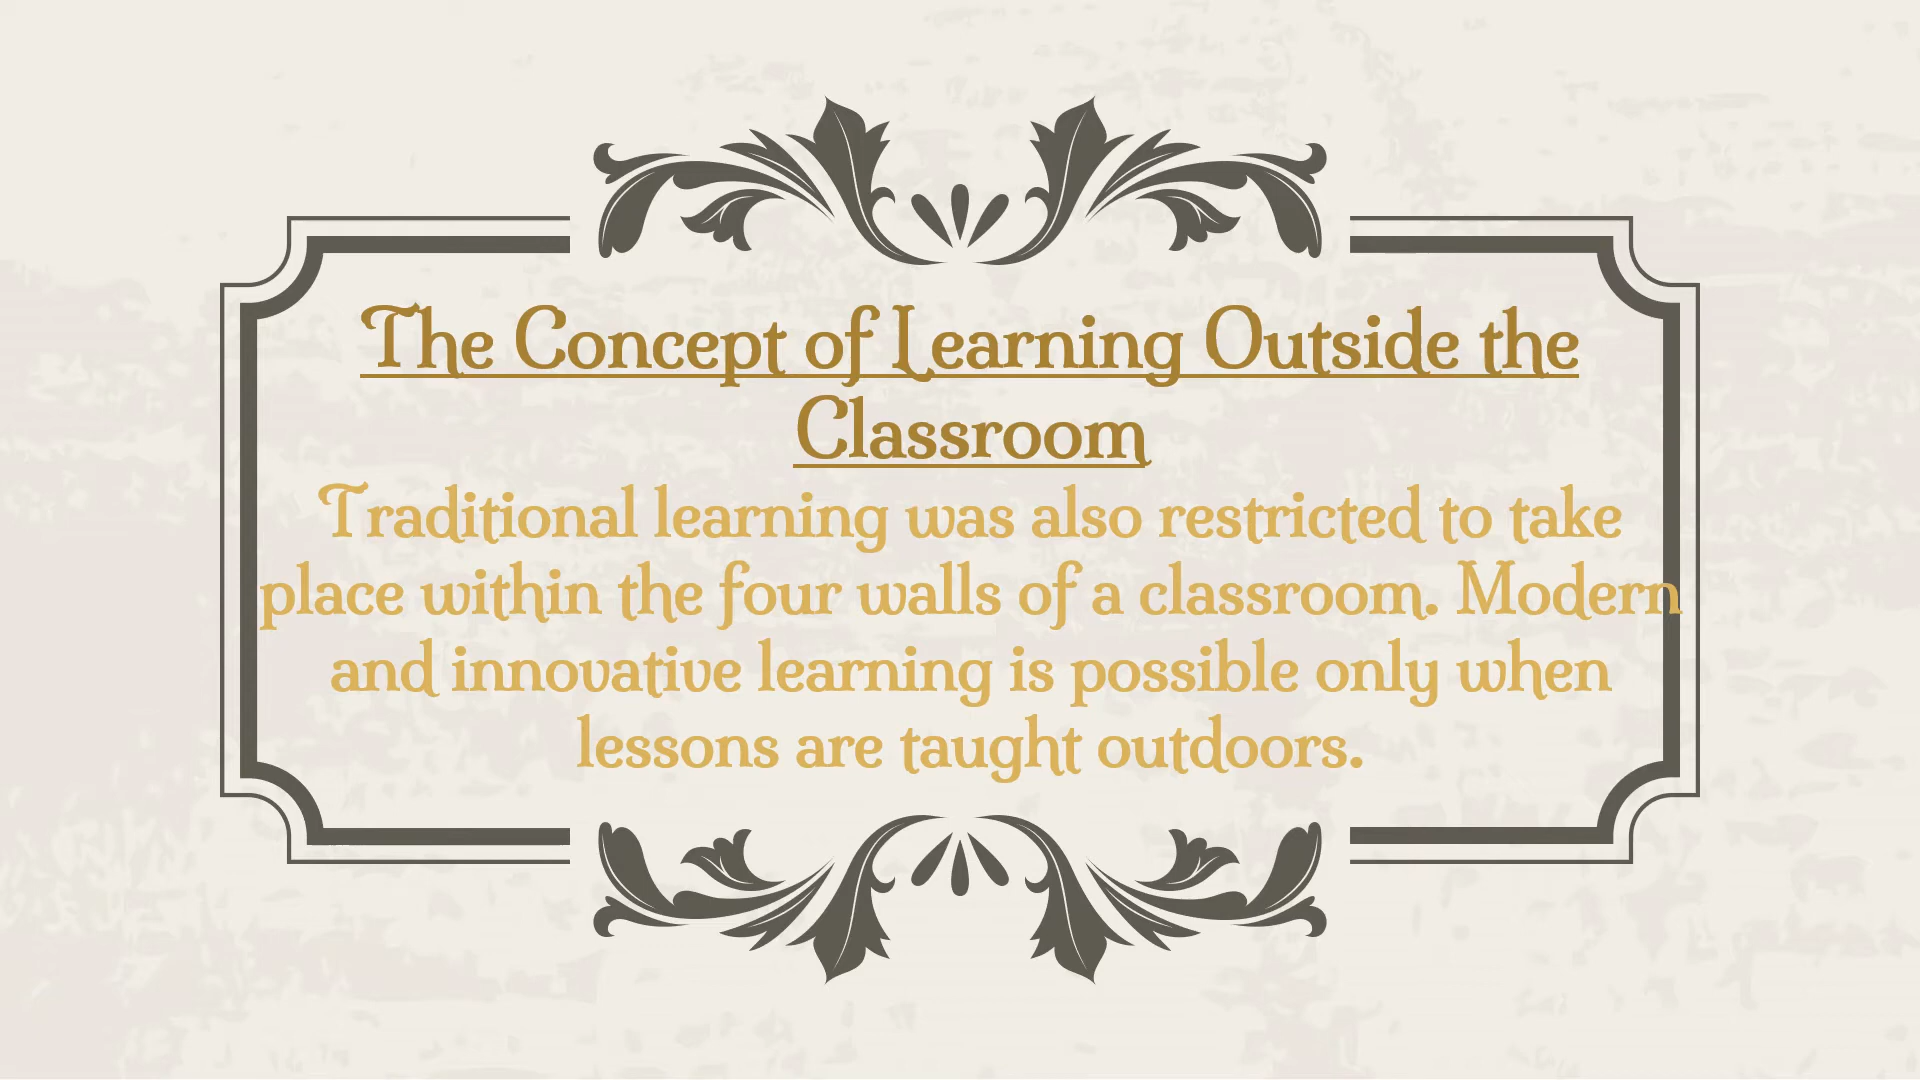 The Concept of Learning Outside the
Classroom
Traditional learning was also restricted to take
place within the four walls of a classroom. Modern
and innovative learning is possible only when
lessons are taught outdoors.